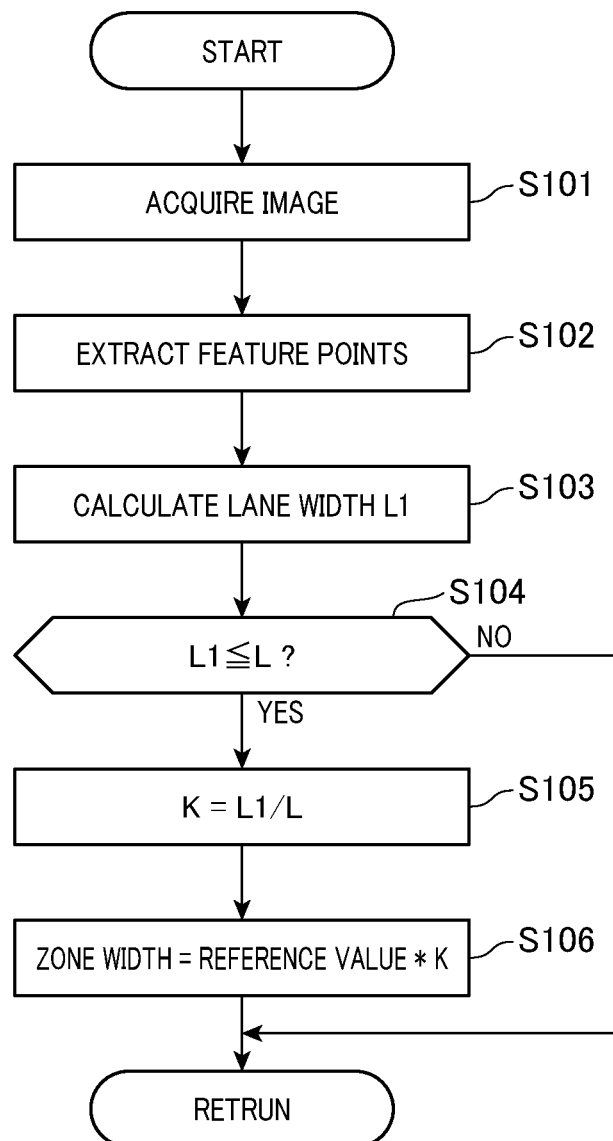 START
ACQUIRE IMAGE
S101
EXTRACT FEATURE POINTS
S102
CALCULATE LANE WIDTH L1
S103
S104
L1≦L ?
NO
YES
K = L1/L
S105
ZONE WIDTH = REFERENCE VALUE * K
S106
RETRUN